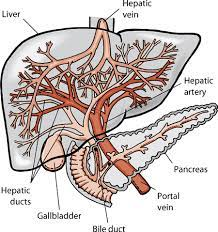 Liver
Hepatic
vein
Hepatic
artery
Pancreas
Portal
vein
Hepatic
ducts
Gallbladder
Bile duct